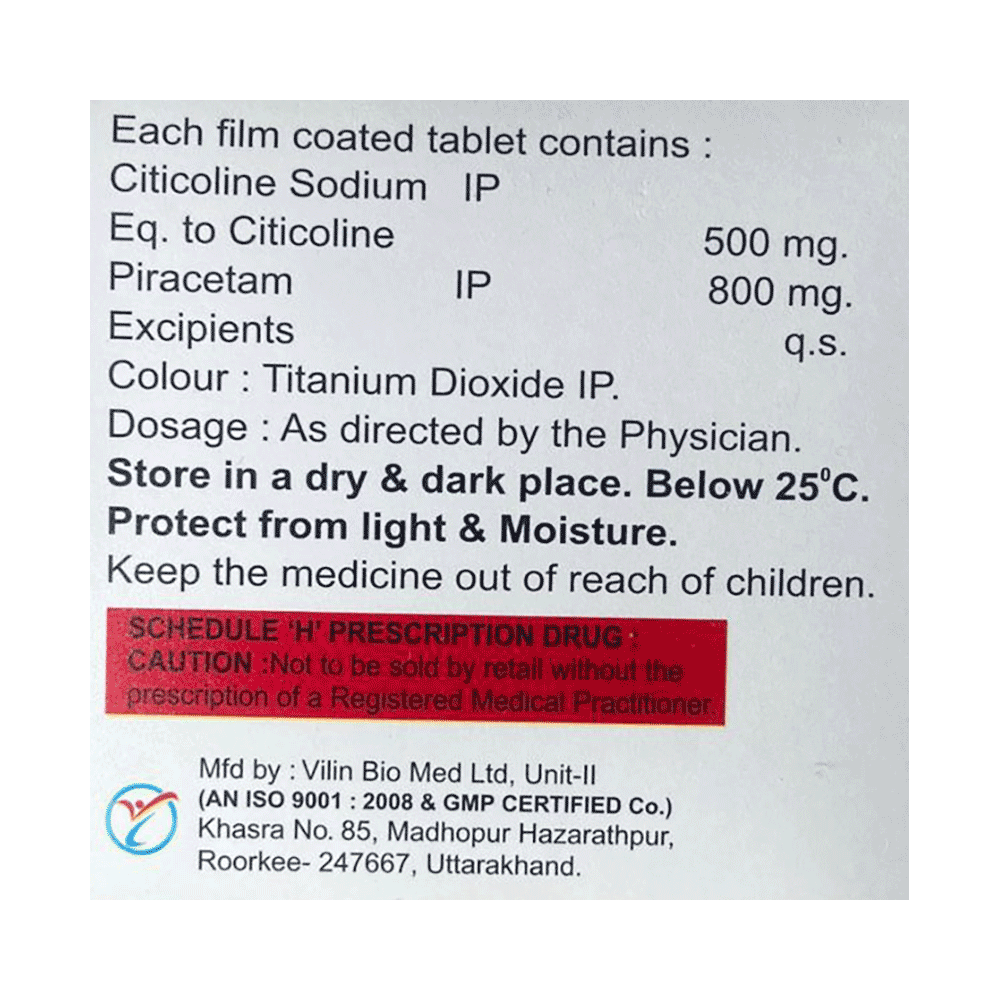 Each film coated tablet contains :
Citicoline Sodium IP
Eq. to Citicoline 500 mg.
Piracetam IP 800 mg.
Excipients q.s.
Colour : Titanium Dioxide IP.
Dosage : As directed by the Physician.
Store in a dry & dark place. Below 25⁰C.
Protect from light & Moisture.
Keep the medicine out of reach of children.
SCHEDULE 'H' PRESCRIPTION DRUG :
CAUTION :Not to be sold by retail without the
prescription of a Registered Medical Practitioner.
Mfd by : Vilin Bio Med Ltd, Unit-II
(AN ISO 9001 : 2008 & GMP CERTIFIED Co.)
Khasra No. 85, Madhopur Hazarathpur,
Roorkee- 247667, Uttarakhand.